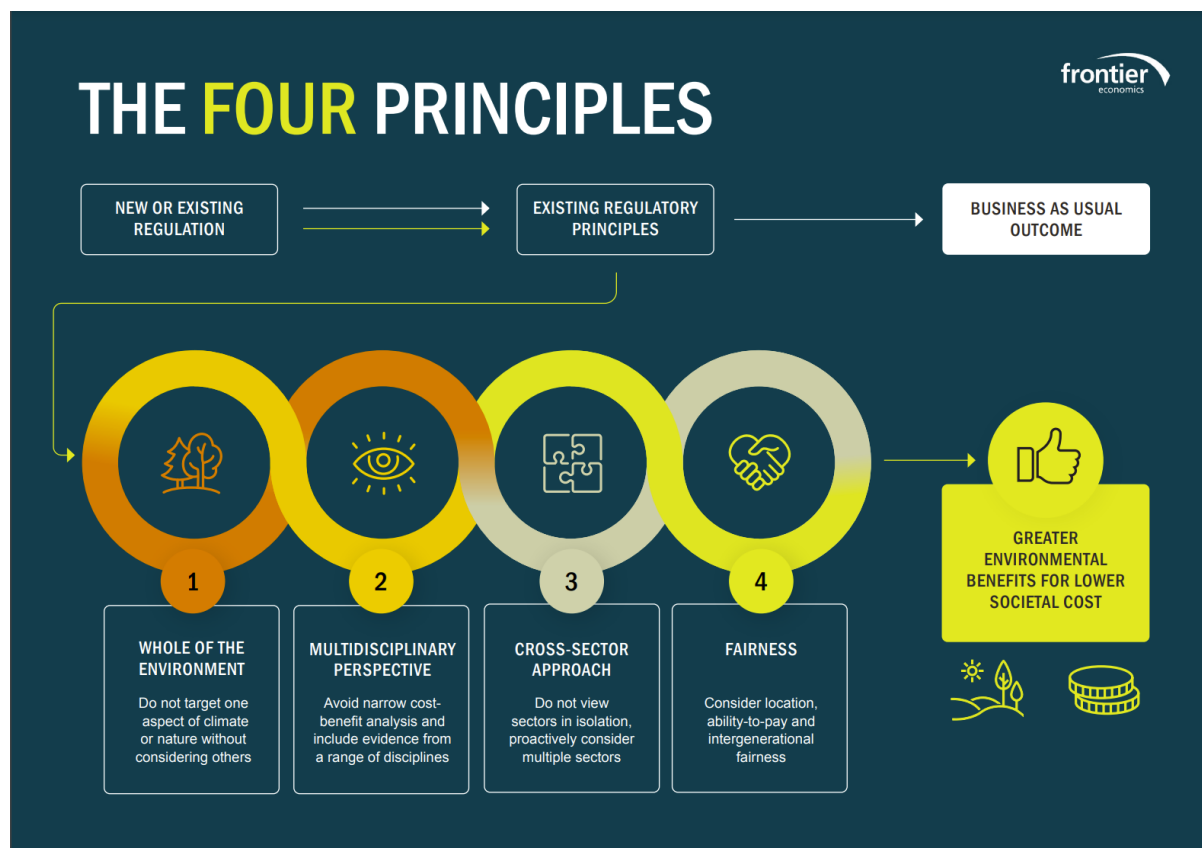 THE FOUR PRINCIPLES
frontier
economics
NEW OR EXISTING
REGULATION
EXISTING REGULATORY
PRINCIPLES
BUSINESS AS USUAL
OUTCOME
1
WHOLE OF THE
ENVIRONMENT
Do not target one
aspect of climate
or nature without
considering others
2
MULTIDISCIPLINARY
PERSPECTIVE
Avoid narrow cost-
benefit analysis and
include evidence from
a range of disciplines
3
CROSS-SECTOR
APPROACH
Do not view
sectors in isolation,
proactively consider
multiple sectors
4
FAIRNESS
Consider location,
ability-to-pay and
intergenerational
fairness
GREATER
ENVIRONMENTAL
BENEFITS FOR LOWER
SOCIETAL COST